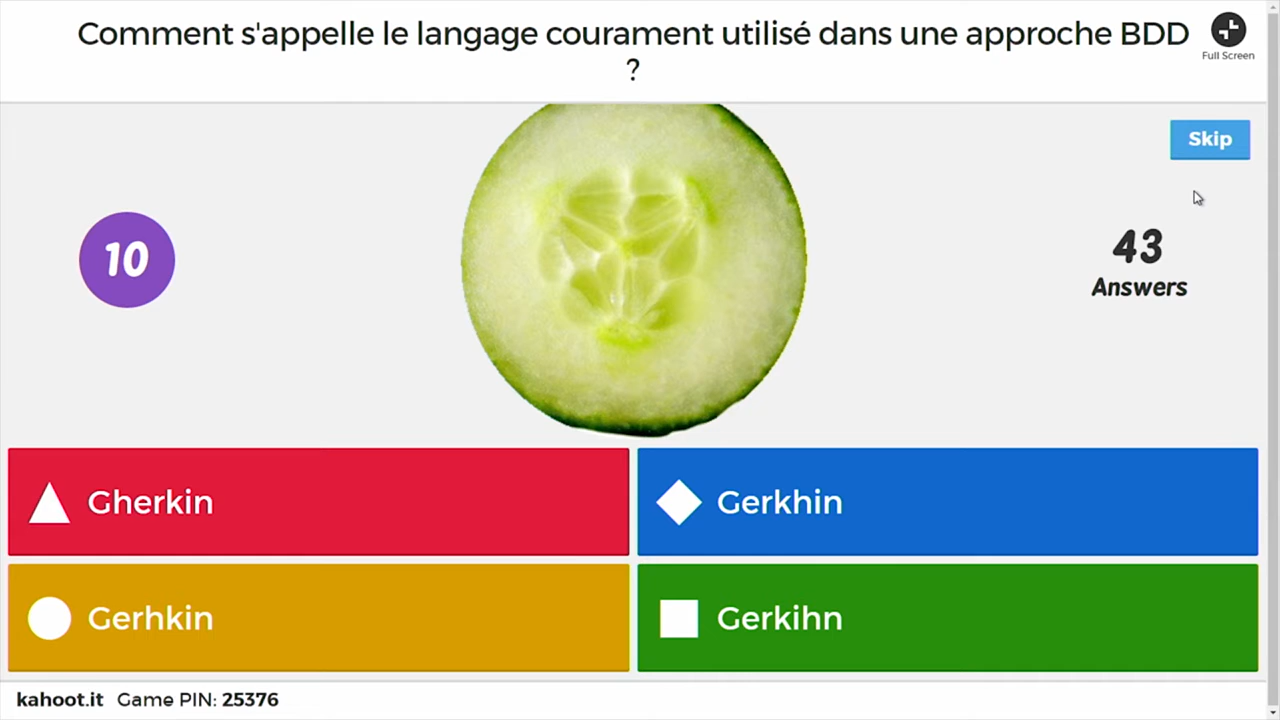 Comment s'appelle le langage courament utilisé dans une approche BDD
?
Full Screen
Skip
10
43
Answers
Gherkin
Gerkhin
Gerhkin
Gerkihn
kahoot.it Game PIN: 25376